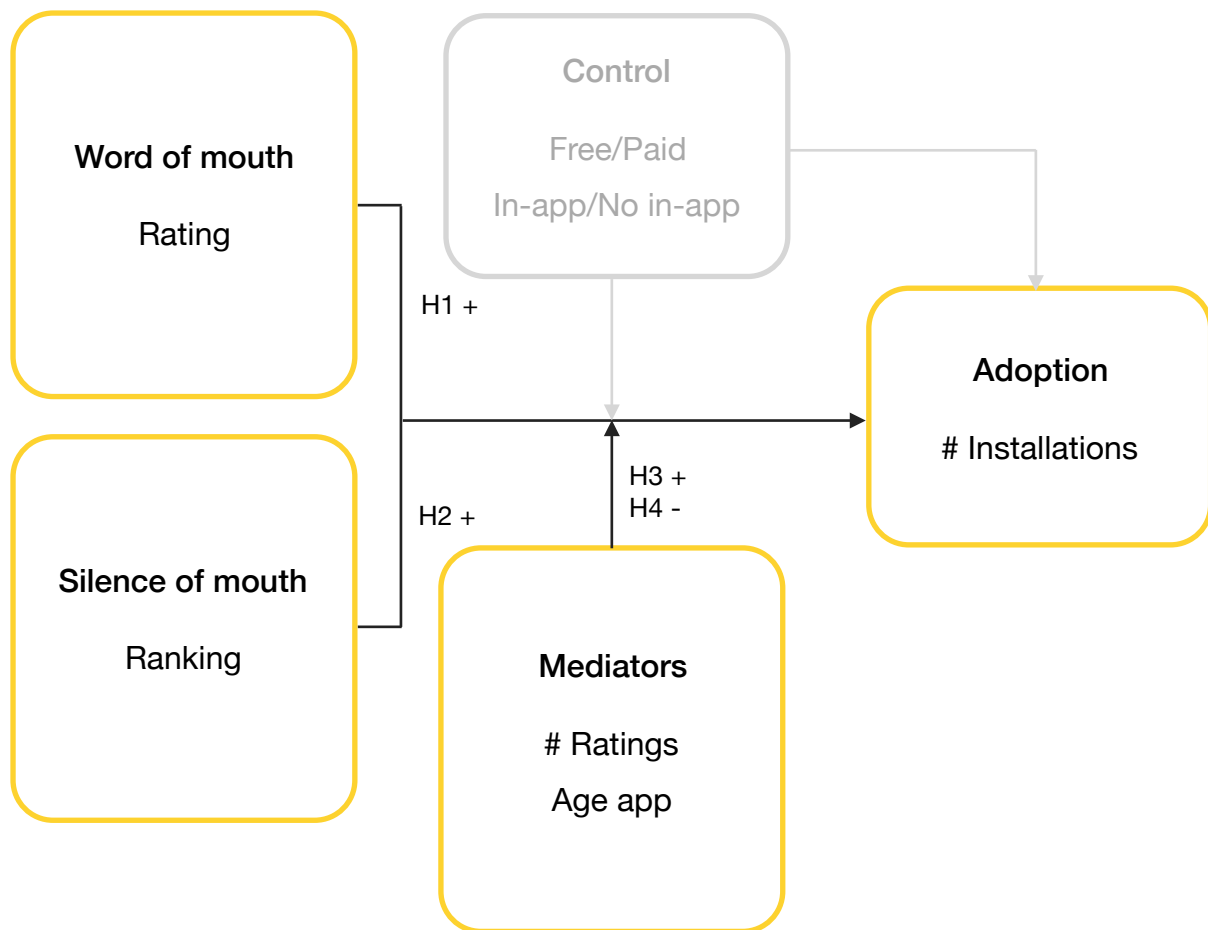 Word of mouth
Rating
Control
Free/Paid
In-app/No in-app
H1 +
Adoption
# Installations
H2 +
H3 +
H4 -
Silence of mouth
Ranking
Mediators
# Ratings
Age app